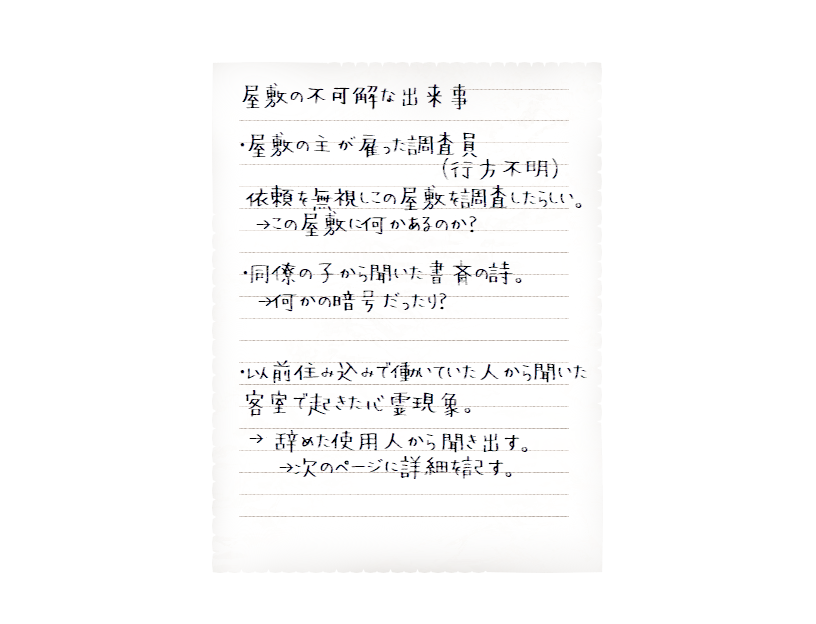 屋敷の不可解な出来事
・屋敷の主が雇った調査員
(行方不明)
依頼を無視しこの屋敷を調査したらしい。
→この屋敷に何かあるのか?
・同僚の子から聞いた書斎の詩。
→何かの暗号だったり?
・以前住み込みで働いていた人から聞いた
客室で起きた心霊現象。
→ 辞めた使用人から聞き出す。
→次のページに詳細を記す。